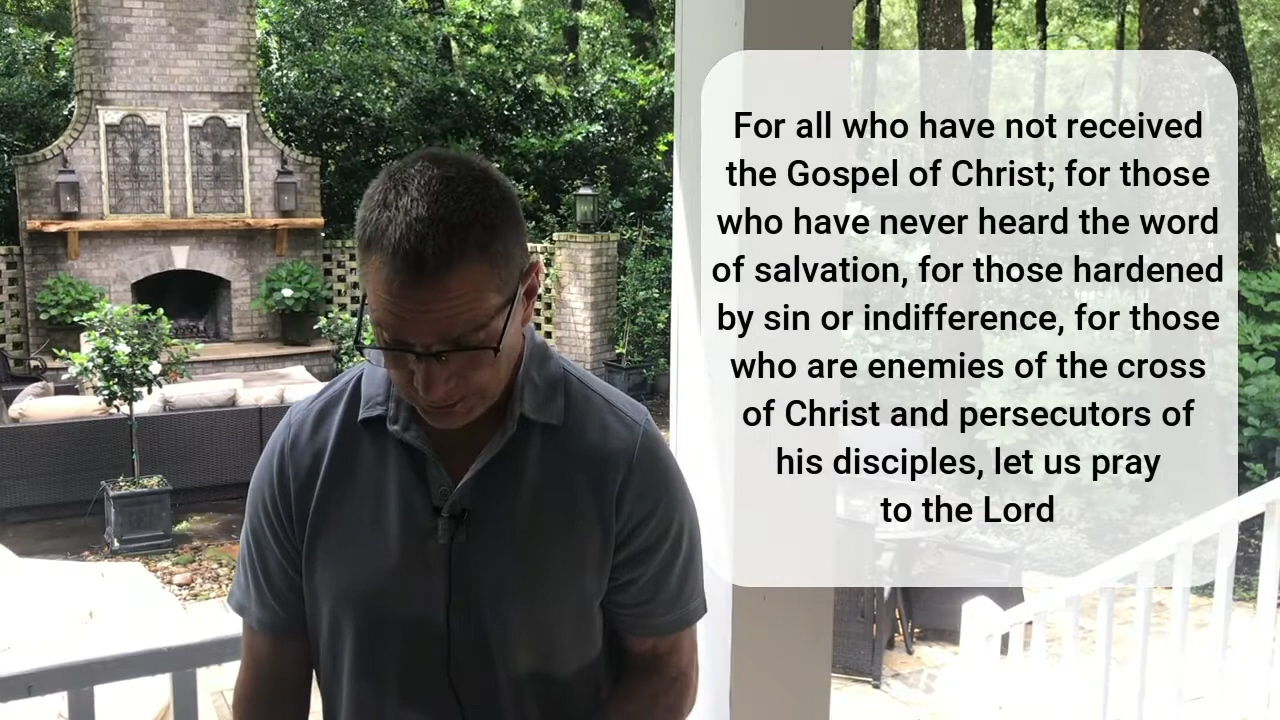 For all who have not received
the Gospel of Christ; for those
who have never heard the word
of salvation, for those hardened
by sin or indifference, for those
who are enemies of the cross
of Christ and persecutors of
his disciples, let us pray
to the Lord